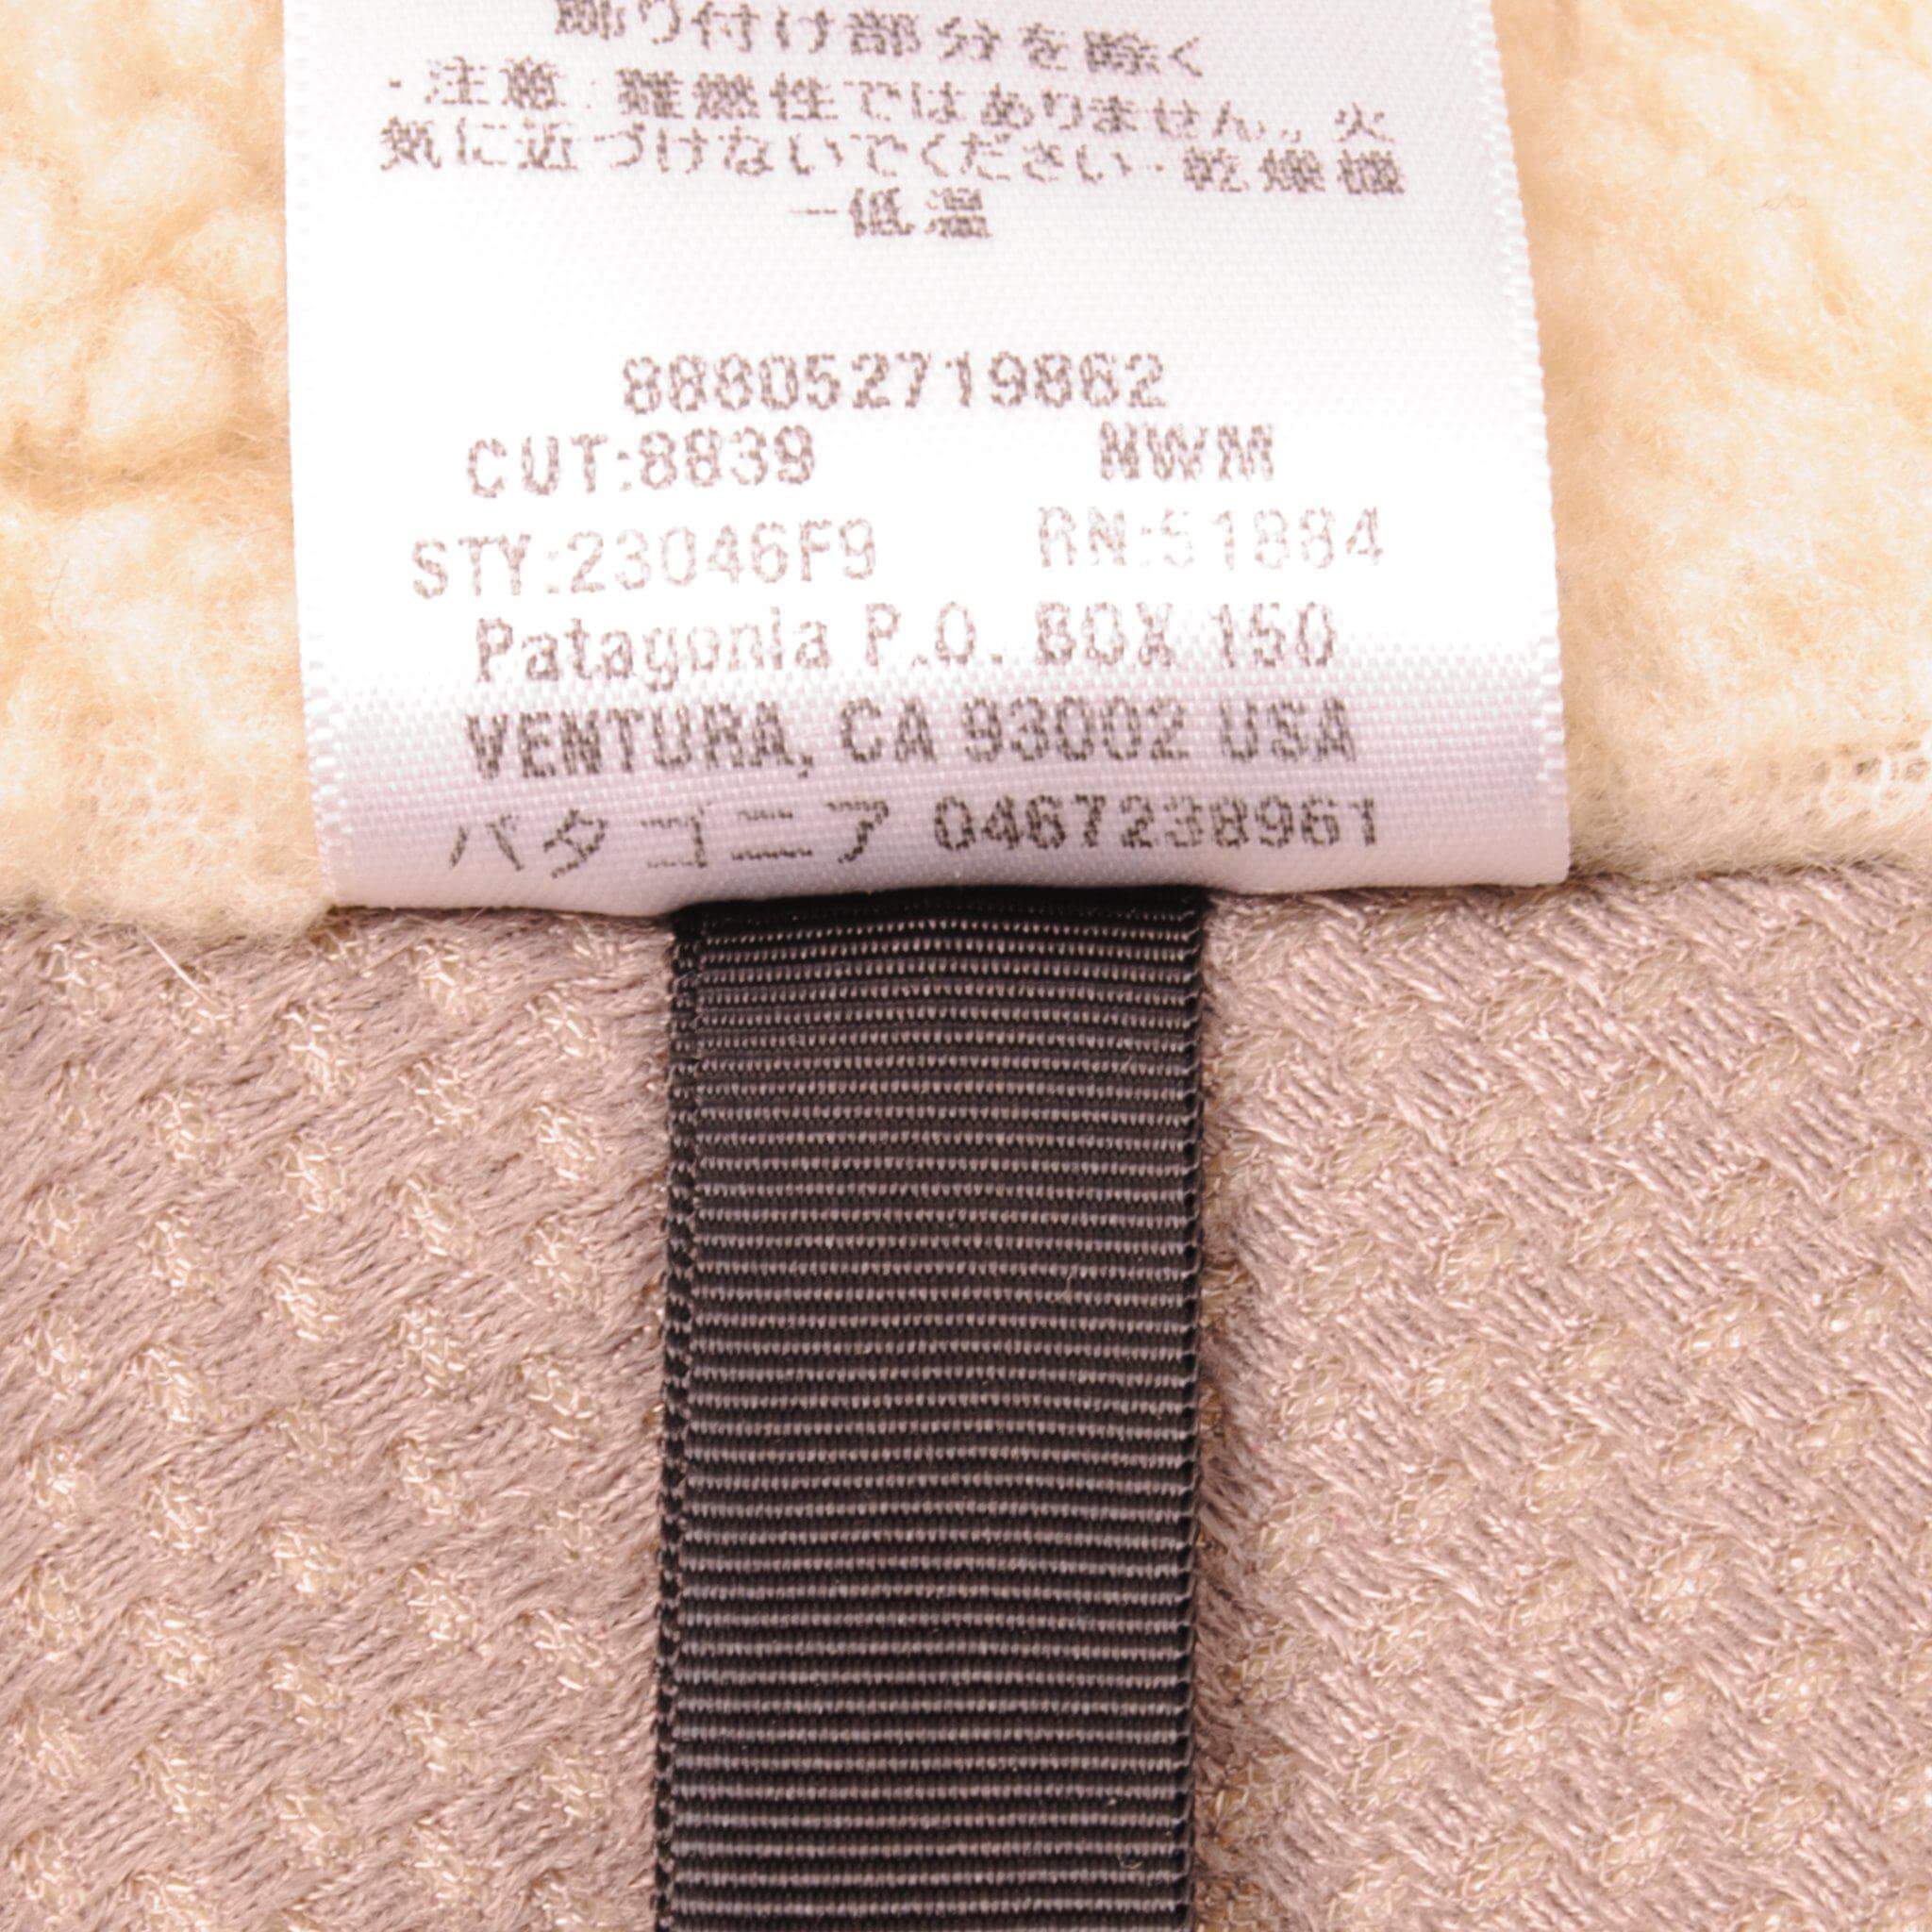 飾り付け部分を除く
・注意:難燃性ではありません。火
気に近づけないでください・乾燥機
ー低温
888052719862
CUT:8839 NWM
STY:23046F9 RN:51884
Patagonia P.O. BOX 150
VENTURA, CA 93002 USA
パタゴニア 0467238961